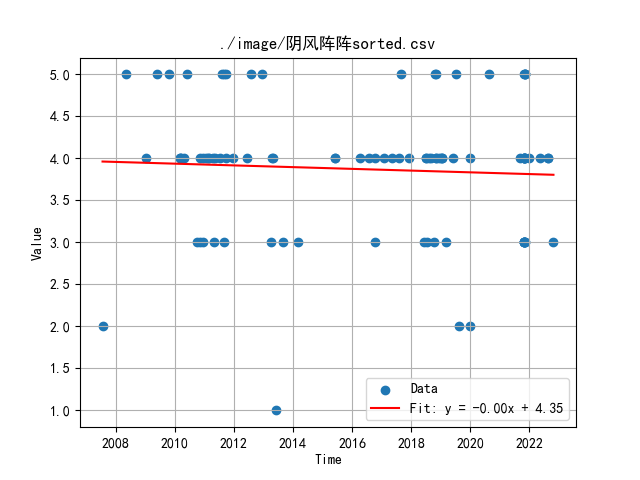 ./image/阴风阵阵sorted.csv
Value
5.0
4.5
4.0
3.5
3.0
2.5
2.0
1.5
1.0
Data
Fit: y = -0.00x + 4.35
2008 2010 2012 2014 2016 2018 2020 2022
Time